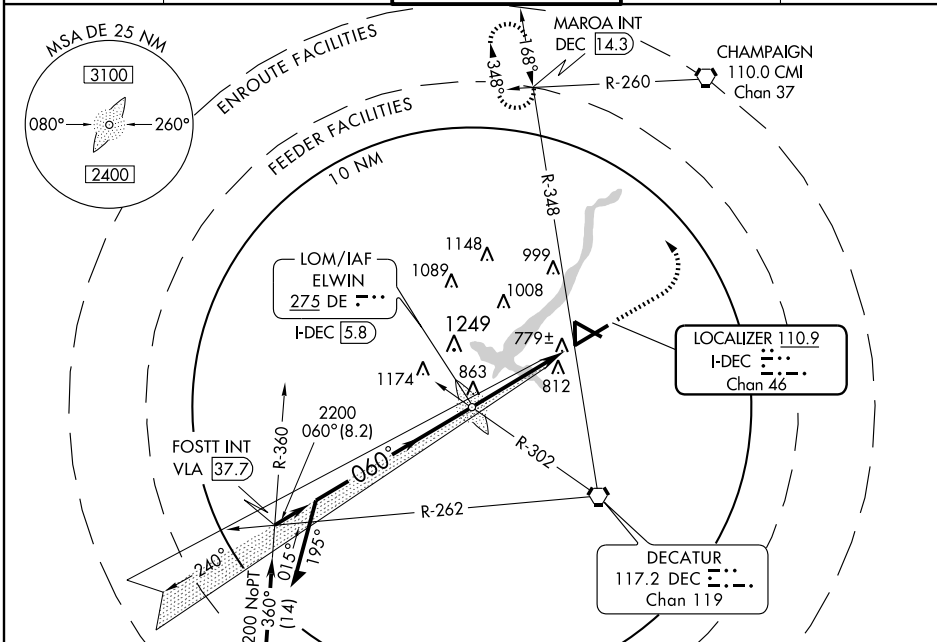 MSA DE 25 NM
3100
080°
260°
2400
ENROUTE FACILITIES
FEEDER FACILITIES
10 NM
MAROA INT
DEC 14.3
168°
348°
R-260
CHAMPAIGN
110.0 CMI
Chan 37
R-348
LOM/IAF
ELWIN
275 DE
I-DEC 5.8
1148
1089
999
1008
1249
779±
1174
863
812
LOCALIZER 110.9
I-DEC
Chan 46
FOSTT INT
VLA 37.7
R-360
2200
060° (8.2)
060°
R-302
R-262
240°
015°
195°
200 NoPT
360°
(14)
DECATUR
117.2 DEC
Chan 119